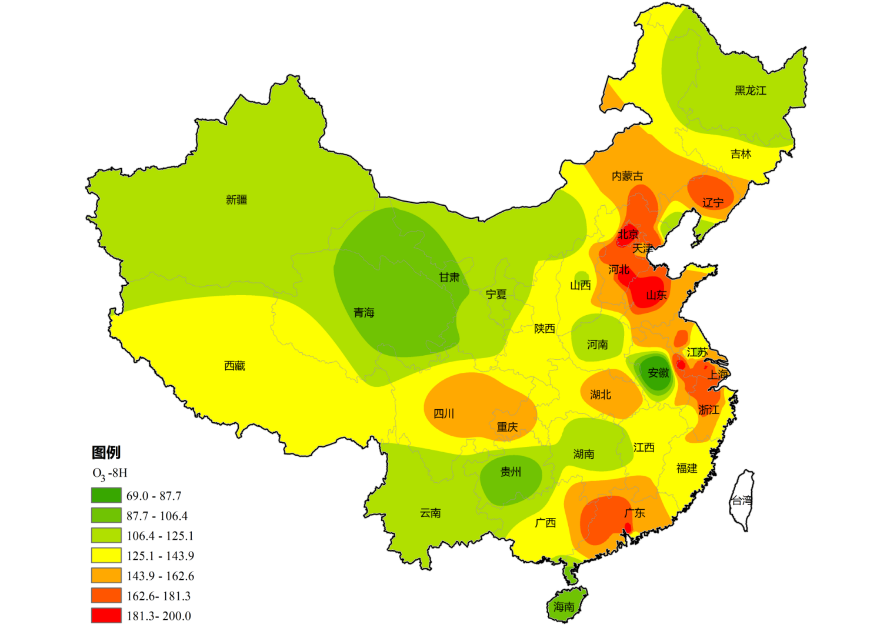 黑龙江
吉林
内蒙古
辽宁
新疆
北京
天津
甘肃
河北
山西
宁夏
山东
青海
陕西
河南
江苏
西藏
安徽
上海
湖北
四川
浙江
重庆
江西
湖南
图例
贵州
福建
O3 -8H
69.0 - 87.7
台湾
云南
广东
87.7 - 106.4
广西
106.4 - 125.1
125.1 - 143.9
143.9 - 162.6
162.6- 181.3
海南
181.3- 200.0